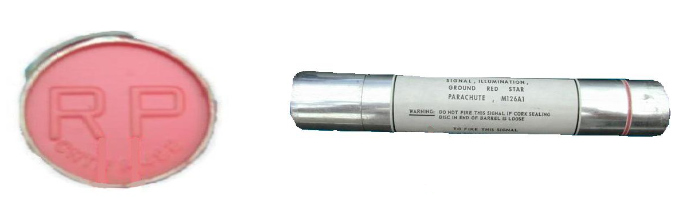 RP
SIGNAL, ILLUMINATION,
GROUND RED STAR
PARACHUTE, M126A1
WARNING: DO NOT FIRE THIS SIGNAL IF CORK SEALING
DISC IN END OF BARREL IS LOOSE
TO FIRE THIS SIGNAL